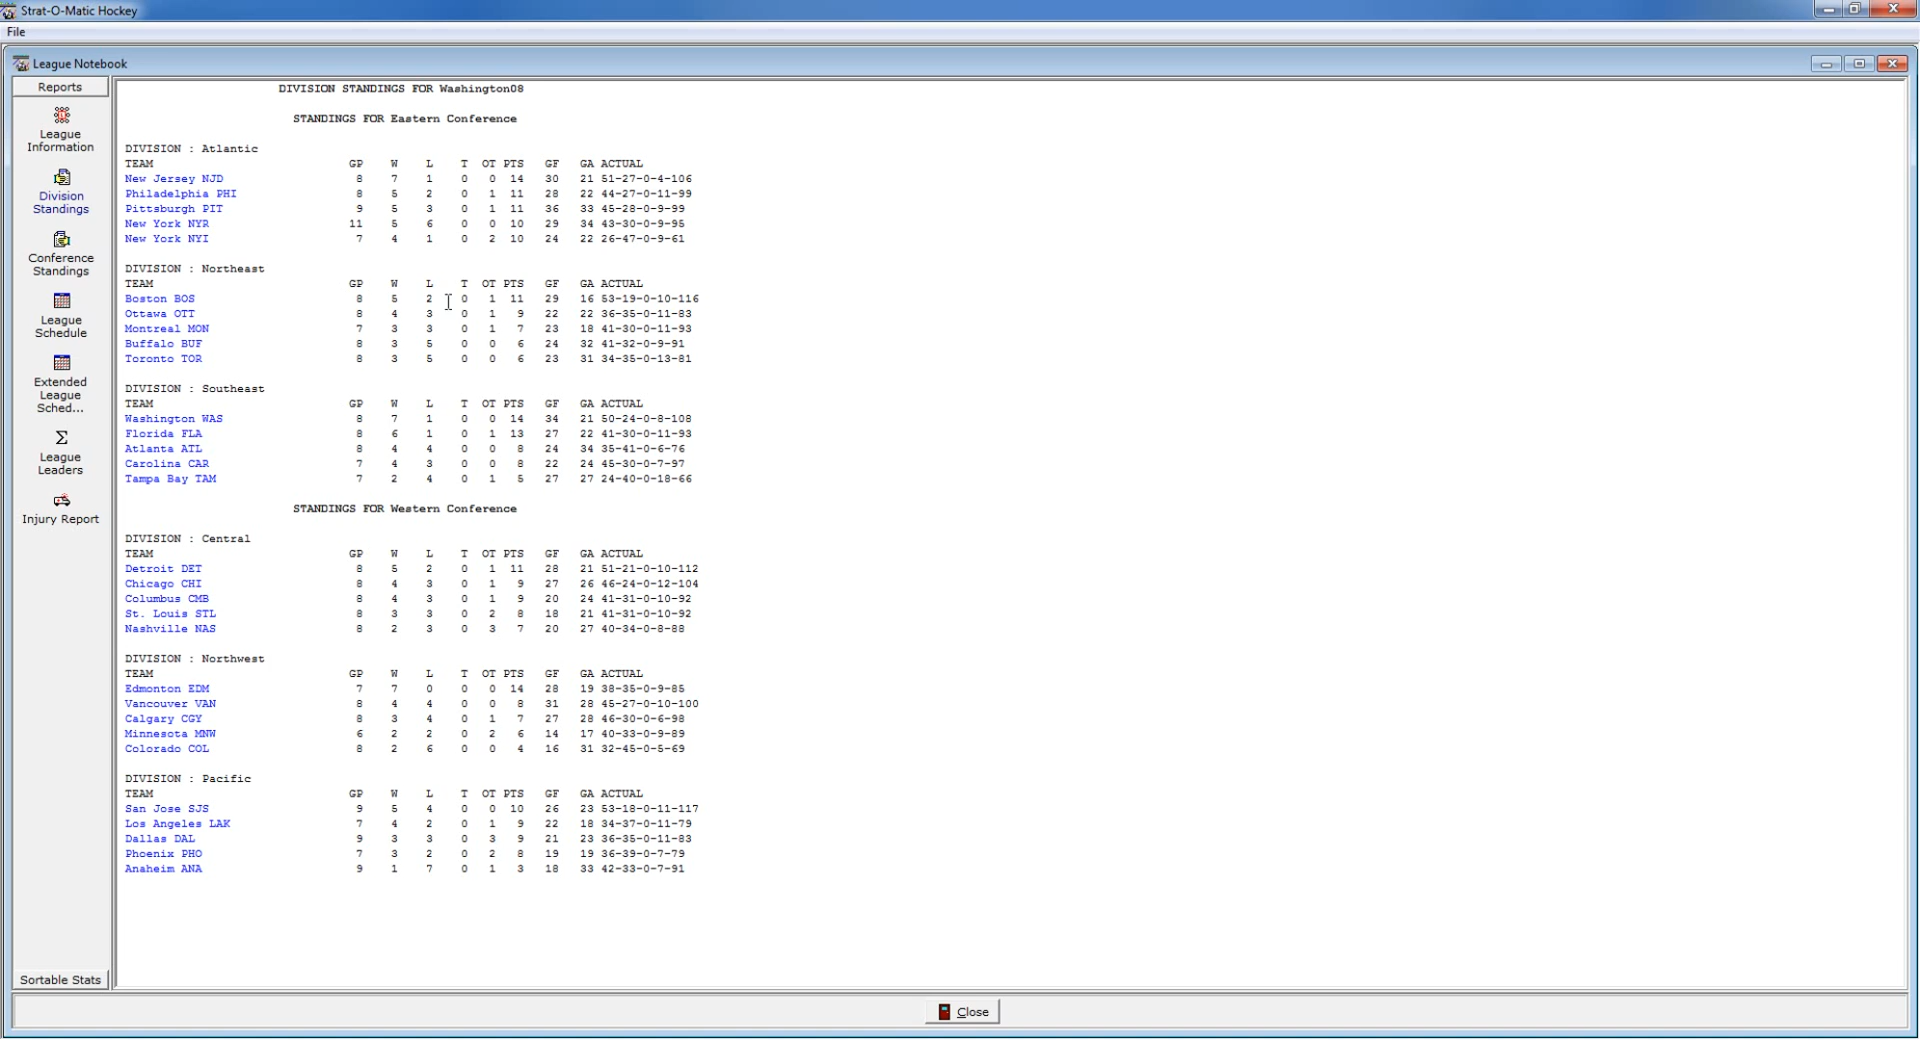 Strat-O-Matic Hockey
File
League Notebook
Reports
League
Information
Division
Standings
Conference
Standings
League
Schedule
Extended
League
Sched...
League
Leaders
Injury Report
Sortable Stats
DIVISION STANDINGS FOR Washington08
STANDINGS FOR Eastern Conference
DIVISION : Atlantic
TEAM GP W L T OT PTS GF GA ACTUAL
New Jersey NJD 8 7 1 0 0 14 30 21 51-27-0-4-106
Philadelphia PHI 8 5 2 0 1 11 28 22 44-27-0-11-99
Pittsburgh PIT 9 5 3 0 1 11 36 33 45-28-0-9-99
New York NYR 11 5 6 0 0 10 29 34 43-30-0-9-95
New York NYI 7 4 1 0 2 10 24 22 26-47-0-9-61
DIVISION : Northeast
TEAM GP W L T OT PTS GF GA ACTUAL
Boston BOS 8 5 2 0 1 11 29 16 53-19-0-10-116
Ottawa OTT 8 4 3 0 1 9 22 22 36-35-0-11-83
Montreal MON 7 3 3 0 1 7 23 18 41-30-0-11-93
Buffalo BUF 8 3 5 0 0 6 24 32 41-32-0-9-91
Toronto TOR 8 3 5 0 0 6 23 31 34-35-0-13-81
DIVISION : Southeast
TEAM GP W L T OT PTS GF GA ACTUAL
Washington WAS 8 7 1 0 0 14 34 21 50-24-0-8-108
Florida FLA 8 6 1 0 1 13 27 22 41-30-0-11-93
Atlanta ATL 8 4 4 0 0 8 24 34 35-41-0-6-76
Carolina CAR 7 4 3 0 0 8 22 24 45-30-0-7-97
Tampa Bay TAM 7 2 4 0 1 5 27 27 24-40-0-18-66
STANDINGS FOR Western Conference
DIVISION : Central
TEAM GP W L T OT PTS GF GA ACTUAL
Detroit DET 8 5 2 0 1 11 28 21 51-21-0-10-112
Chicago CHI 8 4 3 0 1 9 27 26 46-24-0-12-104
Columbus CMB 8 4 3 0 1 9 20 24 41-31-0-10-92
St. Louis STL 8 3 3 0 2 8 18 21 41-31-0-10-92
Nashville NAS 8 2 3 0 3 7 20 27 40-34-0-8-88
DIVISION : Northwest
TEAM GP W L T OT PTS GF GA ACTUAL
Edmonton EDM 7 7 0 0 0 14 28 19 38-35-0-9-85
Vancouver VAN 8 4 4 0 0 8 31 28 45-27-0-10-100
Calgary CGY 8 3 4 0 1 7 27 28 46-30-0-6-98
Minnesota MNW 6 2 2 0 2 6 14 17 40-33-0-9-89
Colorado COL 8 2 6 0 0 4 16 31 32-45-0-5-69
DIVISION : Pacific
TEAM GP W L T OT PTS GF GA ACTUAL
San Jose SJS 9 5 4 0 0 10 26 23 53-18-0-11-117
Los Angeles LAK 7 4 2 0 1 9 22 18 34-37-0-11-79
Dallas DAL 9 3 3 0 3 9 21 23 36-35-0-11-83
Phoenix PHO 7 3 2 0 2 8 19 19 36-39-0-7-79
Anaheim ANA 9 1 7 0 1 3 18 33 42-33-0-7-91
Close